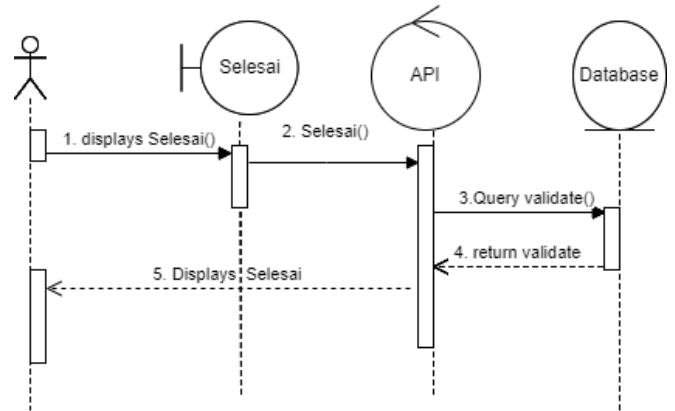 Selesai
API
Database
1. displays Selesai()
2. Selesai()
3.Query validate()
4. return validate
5. Displays Selesai